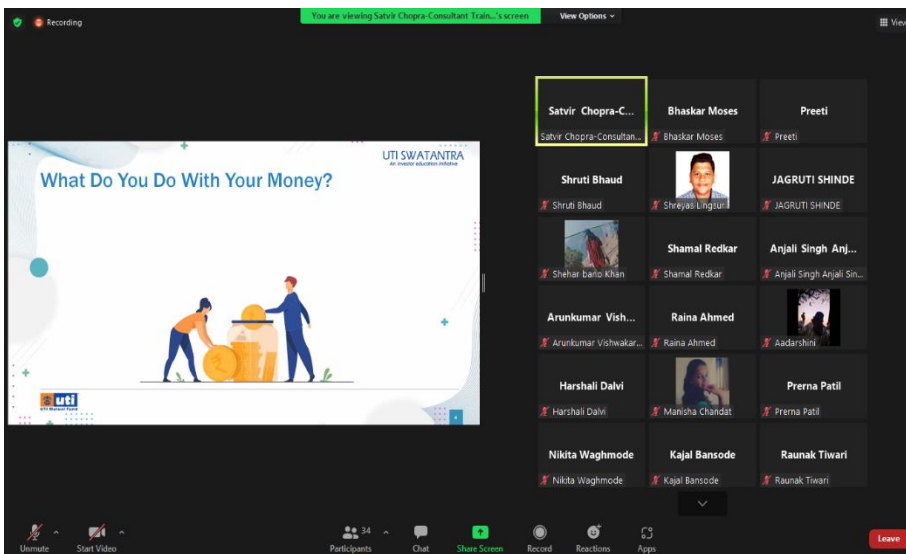 Recording
You are viewing Satvir Chopra-Consultant Train...'s screen
View Options
View
UTI SWATANTRA
An investor education initiative
What Do You Do With Your Money?
uti
UTI Mutual Fund
4
Satvir Chopra-C...
Satvir Chopra-Consultan...
Bhaskar Moses
Bhaskar Moses
Preeti
Preeti
Shruti Bhaud
Shruti Bhaud
Shreyas Lingsur
JAGRUTI SHINDE
JAGRUTI SHINDE
Shehar bano Khan
Shamal Redkar
Shamal Redkar
Anjali Singh Anj...
Anjali Singh Anjali Sin...
Arunkumar Vish...
Arunkumar Vishwakar...
Raina Ahmed
Raina Ahmed
Aadarshini
Harshali Dalvi
Harshali Dalvi
Manisha Chandat
Prerna Patil
Prerna Patil
Nikita Waghmode
Nikita Waghmode
Kajal Bansode
Kajal Bansode
Raunak Tiwari
Raunak Tiwari
Unmute
Start Video
34
Participants
Chat
Share Screen
Record
Reactions
Apps
Leave